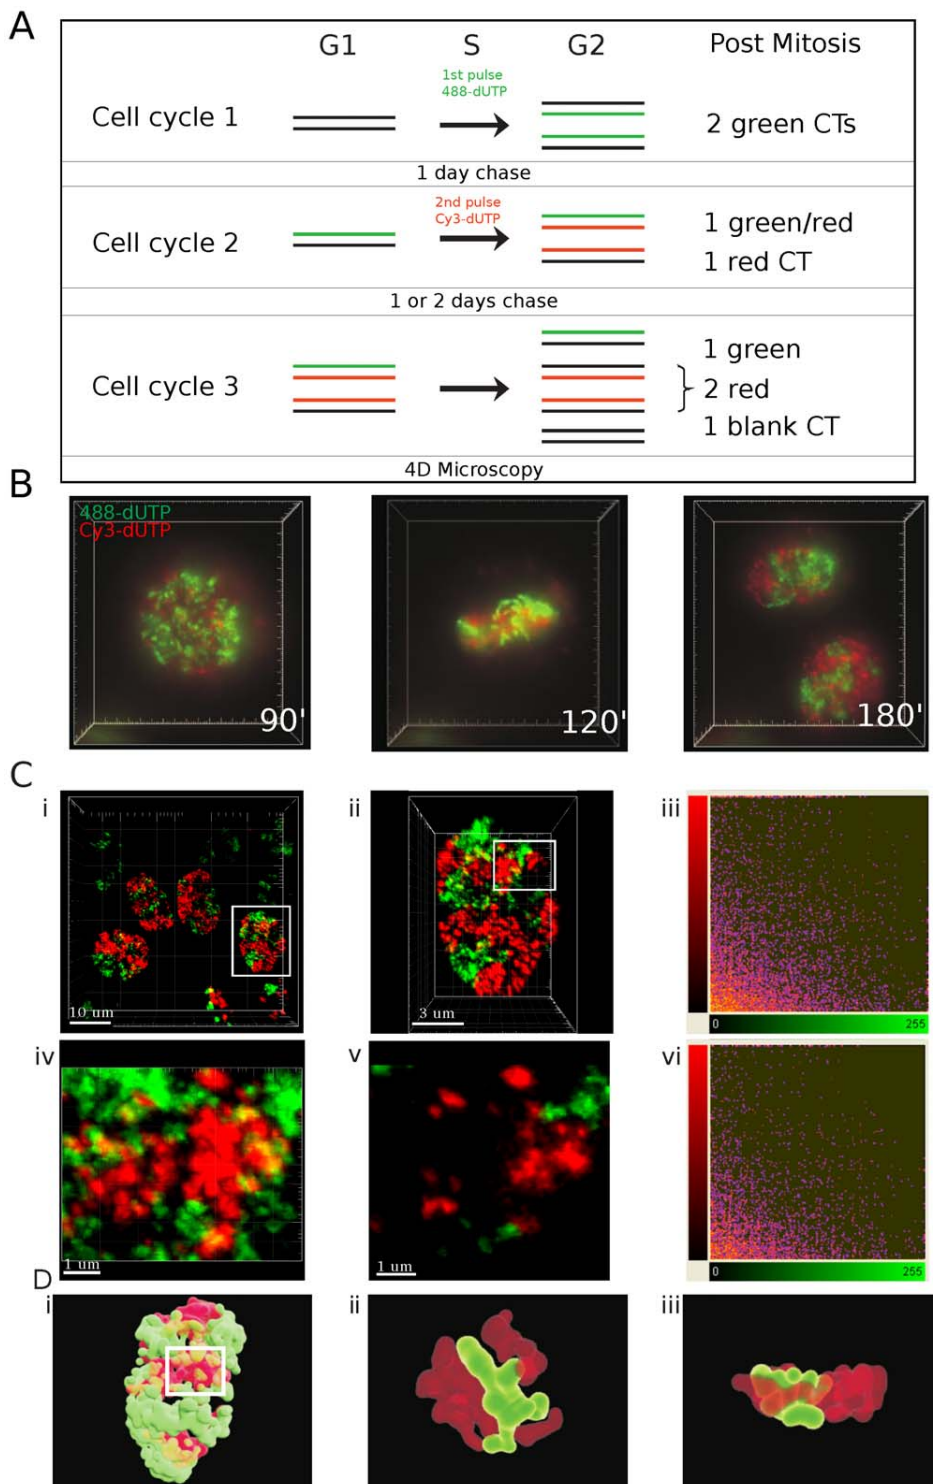 A
G1 S G2 Post Mitosis
1st pulse
488-dUTP
Cell cycle 1
2 green CTs
1 day chase
2nd pulse
Cy3-dUTP
Cell cycle 2
1 green/red
1 red CT
1 or 2 days chase
Cell cycle 3
1 green
2 red
1 blank CT
4D Microscopy
B
488-dUTP
Cy3-dUTP
90'
120'
180'
C
i
10 um
ii
3 um
iii
0 255
iv
1 um
v
1 um
vi
0 255
D
i
ii
iii